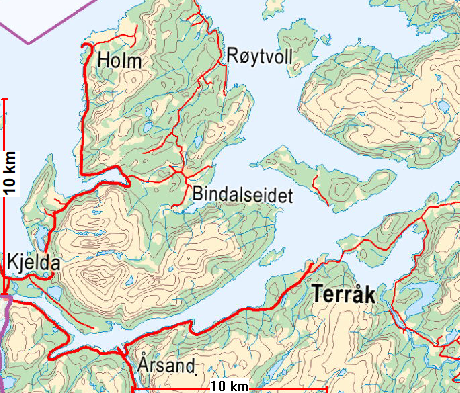 Røytvoll
Holm
10 km
Bindalseidet
Kjelda
Terråk
Årsand
10 km